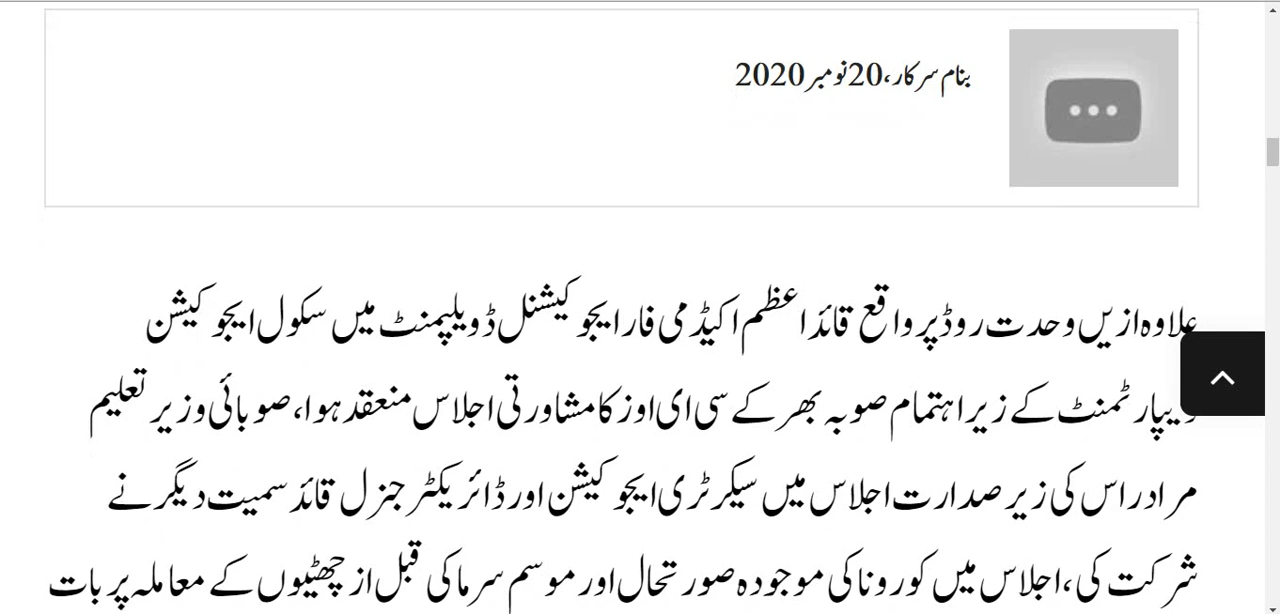 بنام سرکار،20نومبر2020
علاوہ ازیں وحدت روڈ پر واقع قائد اعظم اکیڈمی فار ایجوکیشنل ڈویلپمنٹ میں سکول ایجوکیشن
ڈیپارٹمنٹ کے زیر اہتمام صوبہ بھر کے سی ای اوز کا مشاورتی اجلاس منعقد ہوا، صوبائی وزیر تعلیم
مراد راس کی زیر صدارت اجلاس میں سیکرٹری ایجوکیشن اور ڈائریکٹر جنرل قائد سمیت دیگر نے
شرکت کی، اجلاس میں کورونا کی موجودہ صورتحال اور موسم سرما کی قبل از چھٹیوں کے معاملہ پر بات